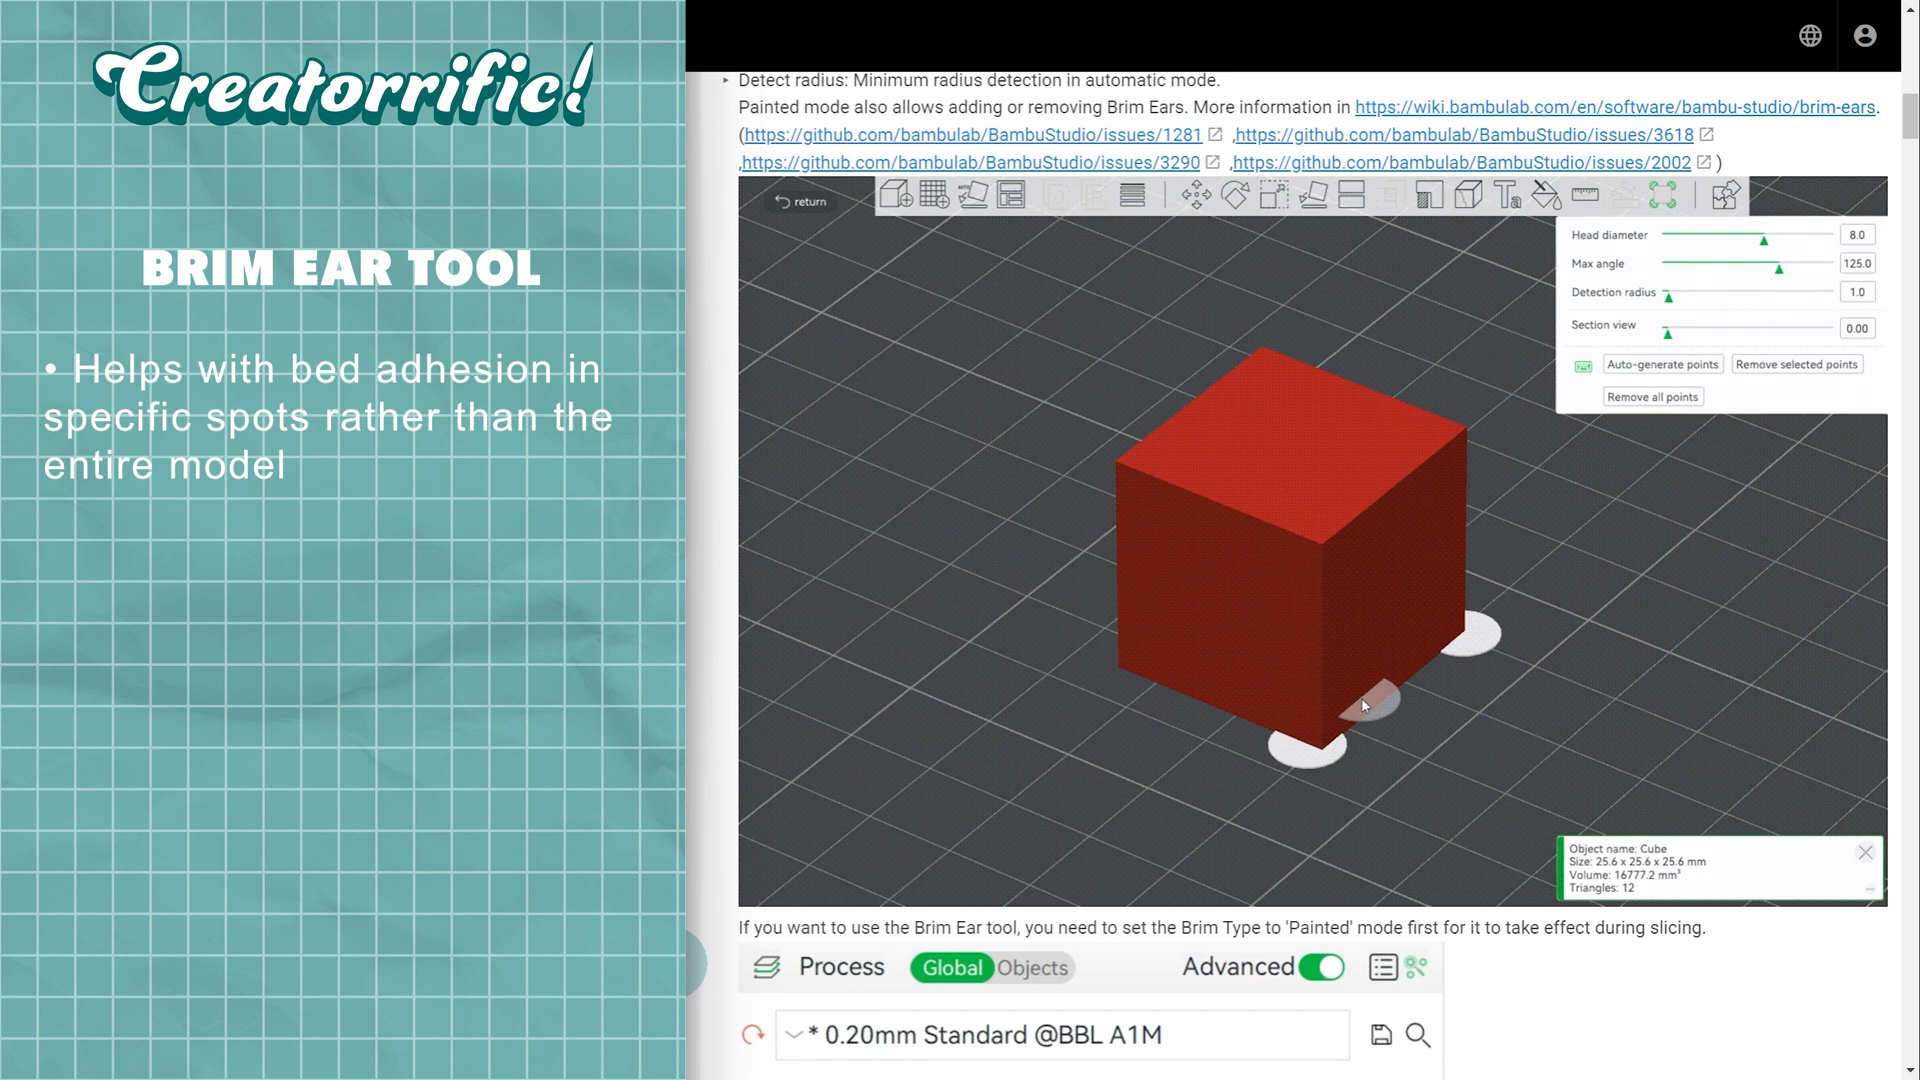 Creatorrific!
BRIM EAR TOOL
• Helps with bed adhesion in
specific spots rather than the
entire model
Detect radius: Minimum radius detection in automatic mode.
Painted mode also allows adding or removing Brim Ears. More information in https://wiki.bambulab.com/en/software/bambu-studio/brim-ears.
(https://github.com/bambulab/BambuStudio/issues/1281 ,https://github.com/bambulab/BambuStudio/issues/3618
,https://github.com/bambulab/BambuStudio/issues/3290 ,https://github.com/bambulab/BambuStudio/issues/2002 )
return
Head diameter 8.0
Max angle 125.0
Detection radius 1.0
Section view 0.00
Auto-generate points Remove selected points
Remove all points
Object name: Cube
Size: 25.6 x 25.6 x 25.6 mm
Volume: 16777.2 mm³
Triangles: 12
If you want to use the Brim Ear tool, you need to set the Brim Type to 'Painted' mode first for it to take effect during slicing.
Process Global Objects Advanced
* 0.20mm Standard @BBL A1M